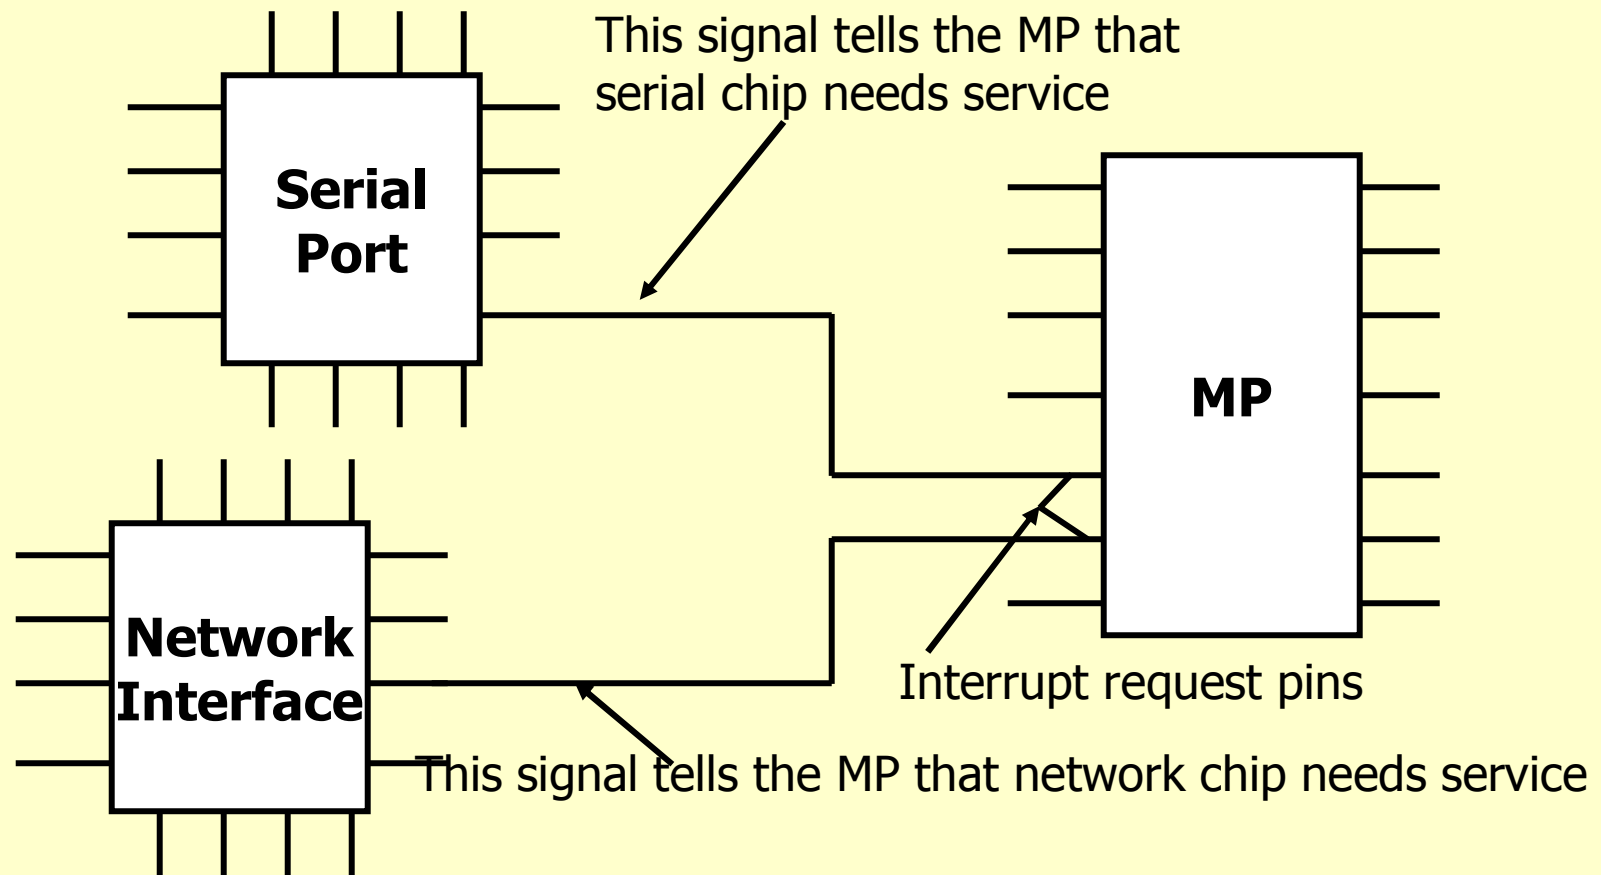 This signal tells the MP that
serial chip needs service
Serial
Port
MP
Network
Interface
Interrupt request pins
This signal tells the MP that network chip needs service